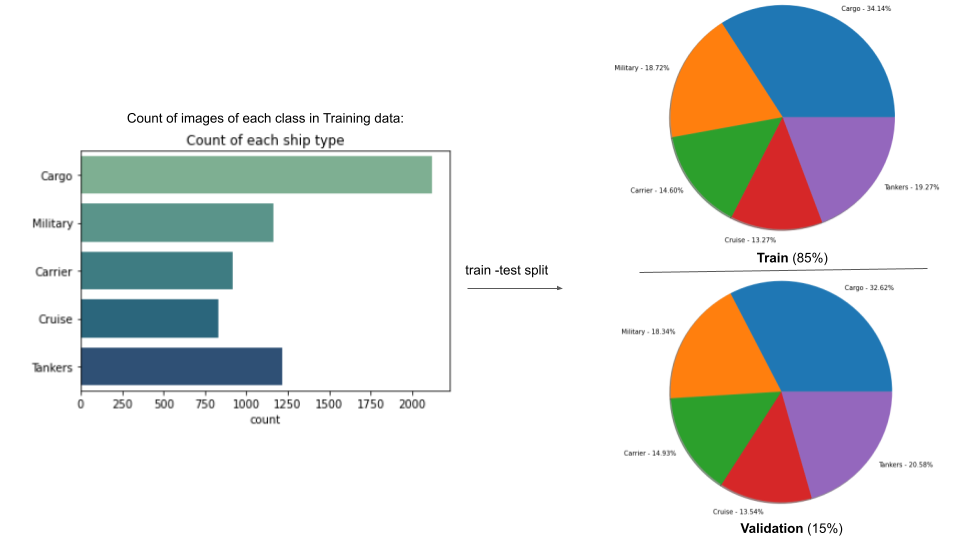 Count of images of each class in Training data:
Count of each ship type
Cargo
Military
Carrier
Cruise
Tankers
0 250 500 750 1000 1250 1500 1750 2000
count
train -test split
Cargo - 34.14%
Military - 18.72%
Carrier - 14.60%
Tankers - 19.27%
Cruise - 13.27%
Train (85%)
Cargo - 32.62%
Military - 18.34%
Carrier - 14.93%
Tankers - 20.58%
Cruise - 13.54%
Validation (15%)